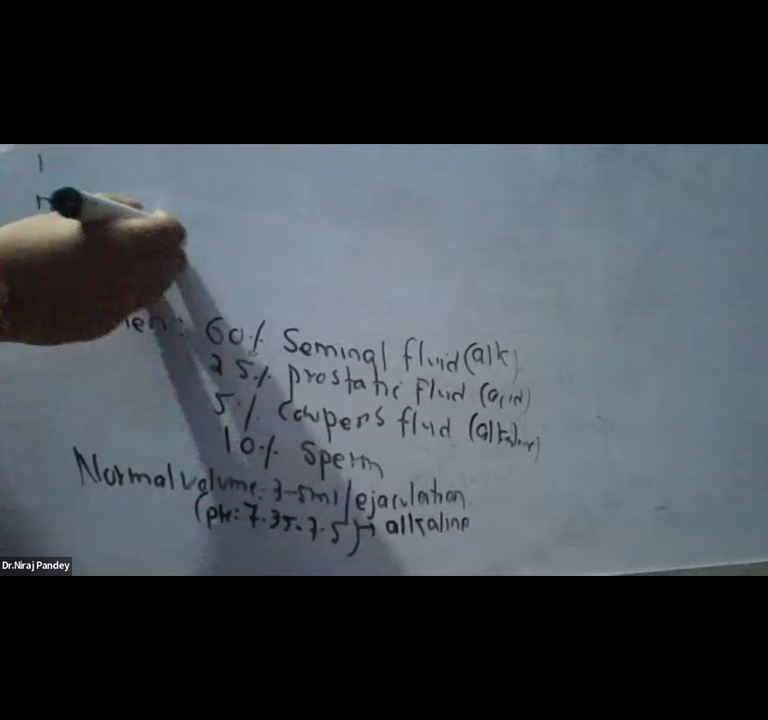 60% Seminal fluid (alk)
25% prostatic fluid (acid)
5% Cowpers fluid (alkaline)
10% sperm
Normal volume: 3-5ml/ejaculation
(pH: 7.35-7.5) → alkaline
Dr.Niraj Pandey